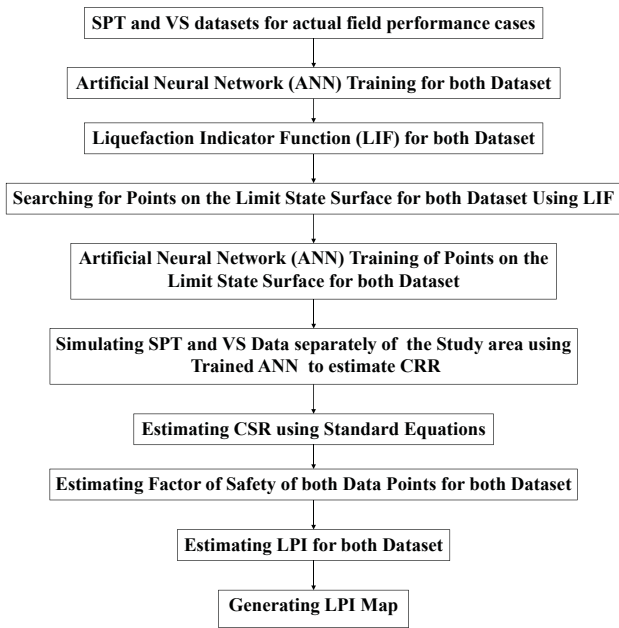 SPT and VS datasets for actual field performance cases
Artificial Neural Network (ANN) Training for both Dataset
Liquefaction Indicator Function (LIF) for both Dataset
Searching for Points on the Limit State Surface for both Dataset Using LIF
Artificial Neural Network (ANN) Training of Points on the
Limit State Surface for both Dataset
Simulating SPT and VS Data separately of the Study area using
Trained ANN to estimate CRR
Estimating CSR using Standard Equations
Estimating Factor of Safety of both Data Points for both Dataset
Estimating LPI for both Dataset
Generating LPI Map